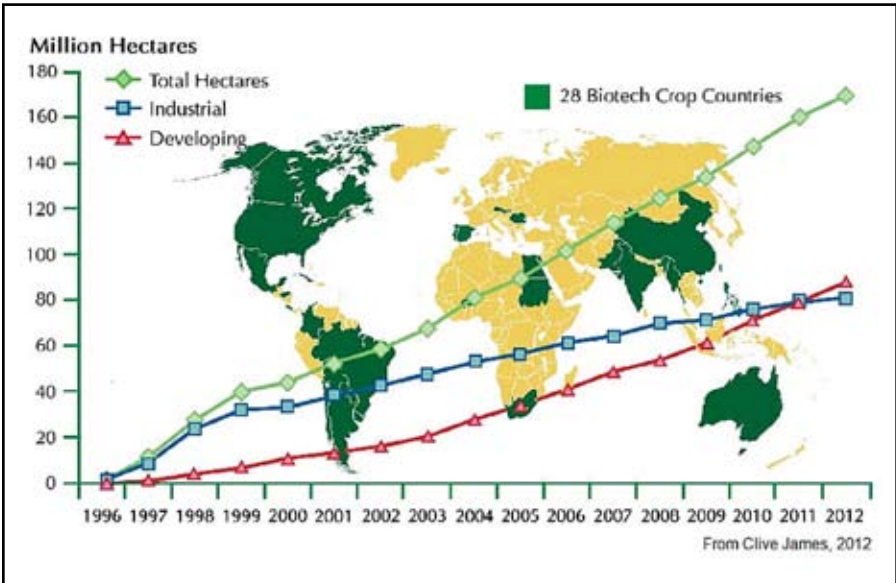 Million Hectares
180
160
140
120
100
80
60
40
20
0
Total Hectares
Industrial
Developing
28 Biotech Crop Countries
1996 1997 1998 1999 2000 2001 2002 2003 2004 2005 2006 2007 2008 2009 2010 2011 2012
From Clive James, 2012